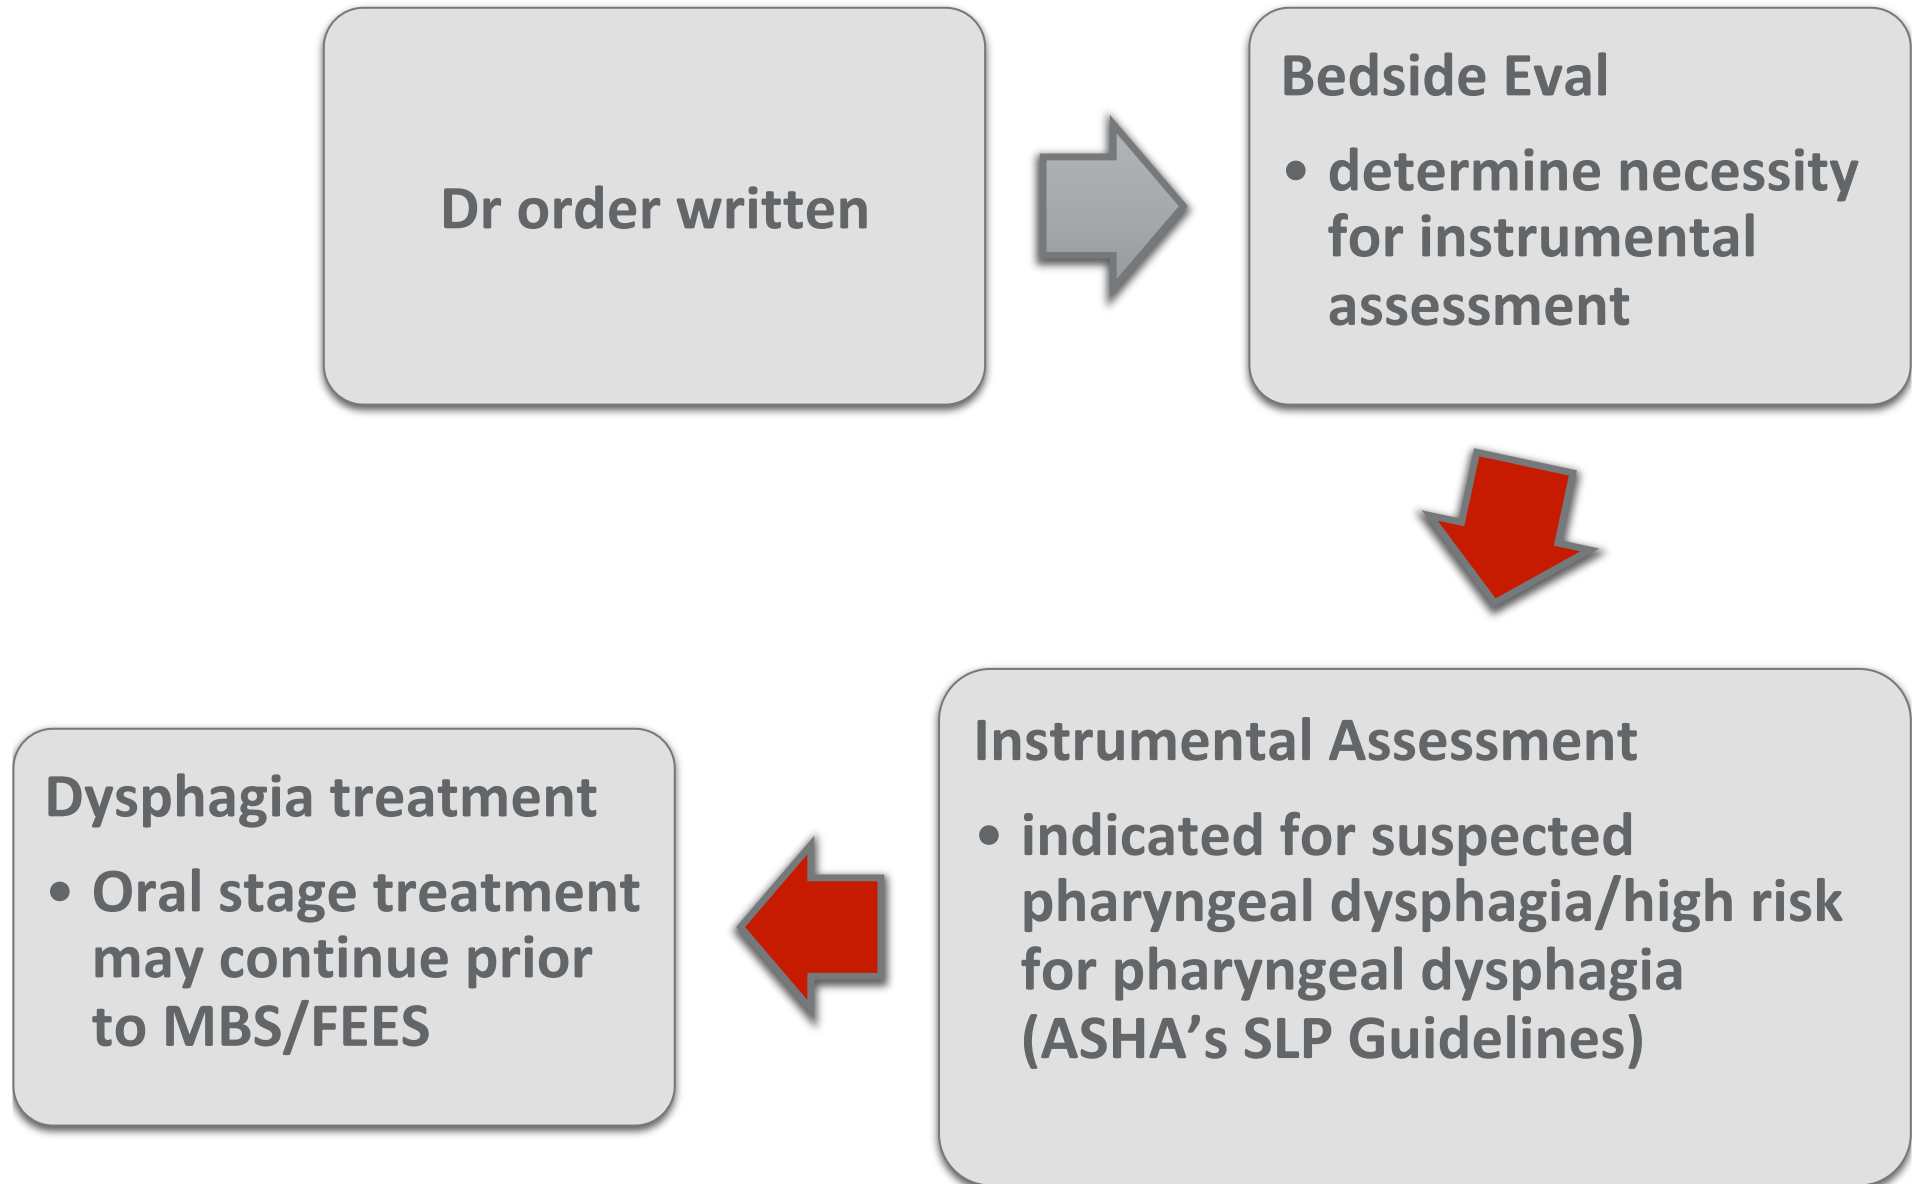 Dr order written
Bedside Eval
• determine necessity
for instrumental
assessment
Instrumental Assessment
• indicated for suspected
pharyngeal dysphagia/high risk
for pharyngeal dysphagia
(ASHA’s SLP Guidelines)
Dysphagia treatment
• Oral stage treatment
may continue prior
to MBS/FEES